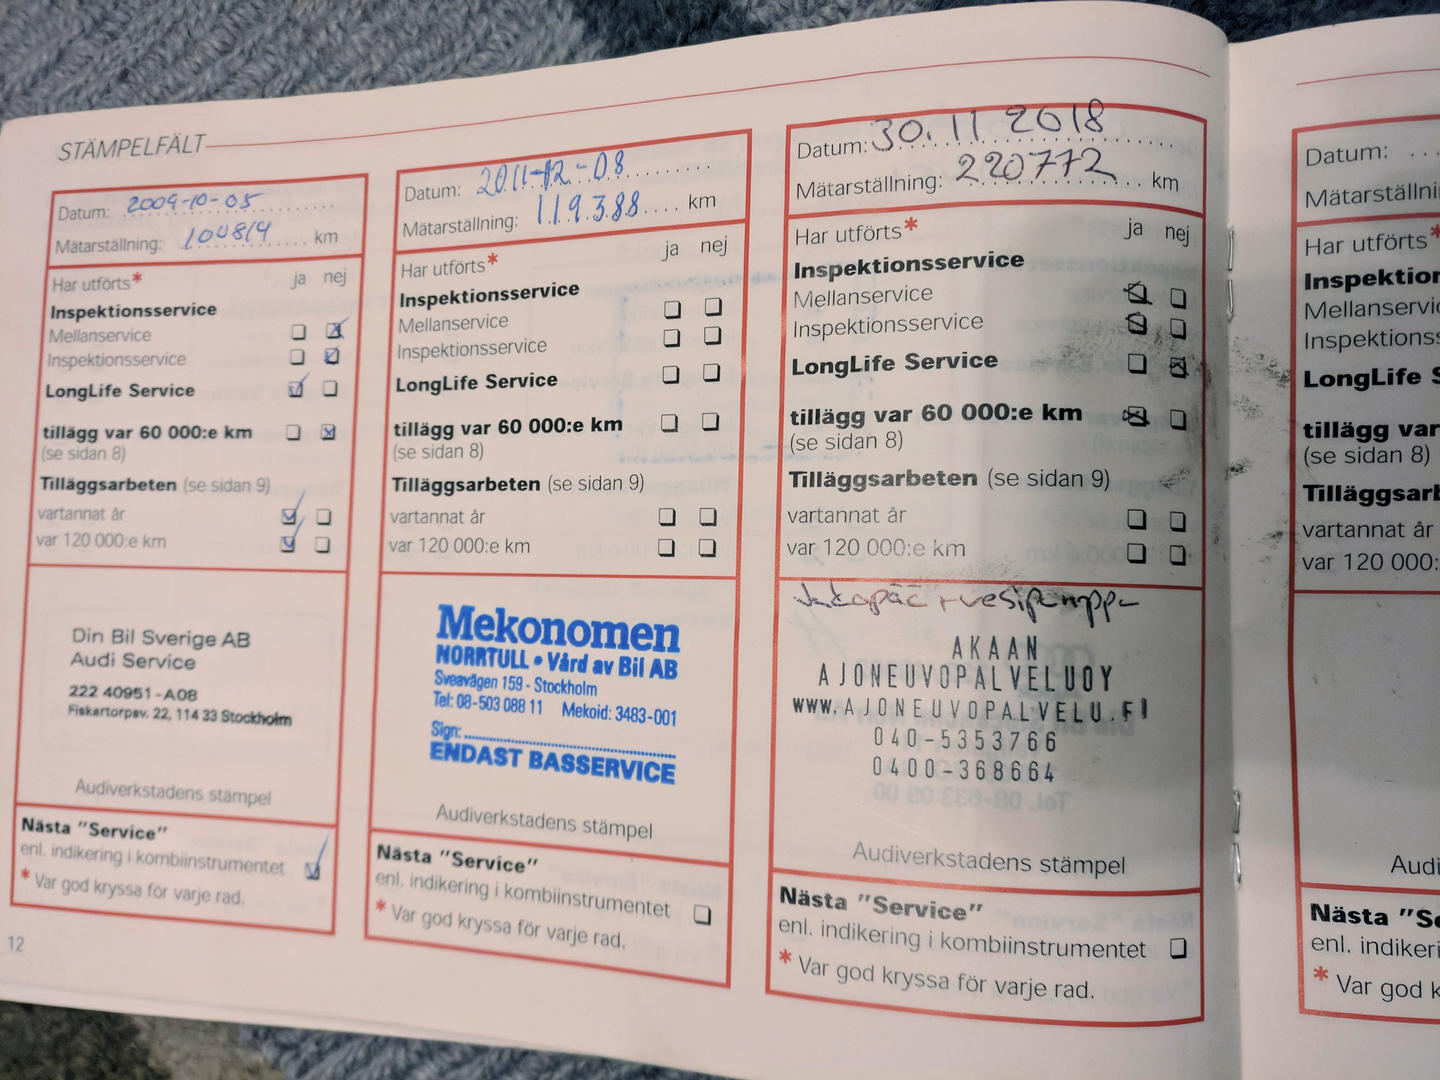 STÄMPELFÄLT
Datum: 2009-10-05
Mätarställning: 104814 km
Har utförts* ja nej
Inspektionsservice
Mellanservice
Inspektionsservice
LongLife Service
tillägg var 60 000:e km
(se sidan 8)
Tilläggsarbeten (se sidan 9)
vartannat år
var 120 000:e km
Din Bil Sverige AB
Audi Service
222 40951-A08
Fiskartorpsv. 22, 114 33 Stockholm
Audiverkstadens stämpel
Nästa "Service"
enl. indikering i kombiinstrumentet
* Var god kryssa för varje rad.
12
Datum: 2011-12-08
Mätarställning: 119388 km
Har utförts* ja nej
Inspektionsservice
Mellanservice
Inspektionsservice
LongLife Service
tillägg var 60 000:e km
(se sidan 8)
Tilläggsarbeten (se sidan 9)
vartannat år
var 120 000:e km
Mekonomen
NORRTULL • Vård av Bil AB
Sveavägen 159 - Stockholm
Tel: 08-503 088 11 Mekoid: 3483-001
Sign:
ENDAST BASSERVICE
Audiverkstadens stämpel
Nästa "Service"
enl. indikering i kombiinstrumentet
* Var god kryssa för varje rad.
Datum: 30.11 2018
Mätarställning: 220772 km
Har utförts* ja nej
Inspektionsservice
Mellanservice
Inspektionsservice
LongLife Service
tillägg var 60 000:e km
(se sidan 8)
Tilläggsarbeten (se sidan 9)
vartannat år
var 120 000:e km
Jakopää + vesipumppu
AKAAN
AJONEUVOPALVELUOY
www.AJONEUVOPALVELU.FI
040-5353766
0400-368664
Audiverkstadens stämpel
Nästa "Service"
enl. indikering i kombiinstrumentet
* Var god kryssa för varje rad.
Datum:
Mätarställni
Har utförts*
Inspektion
Mellanservic
Inspektions
LongLife S
tillägg var
(se sidan 8)
Tilläggsarb
vartannat år
var 120 000:
Audi
Nästa "Se
enl. indikeri
* Var god k